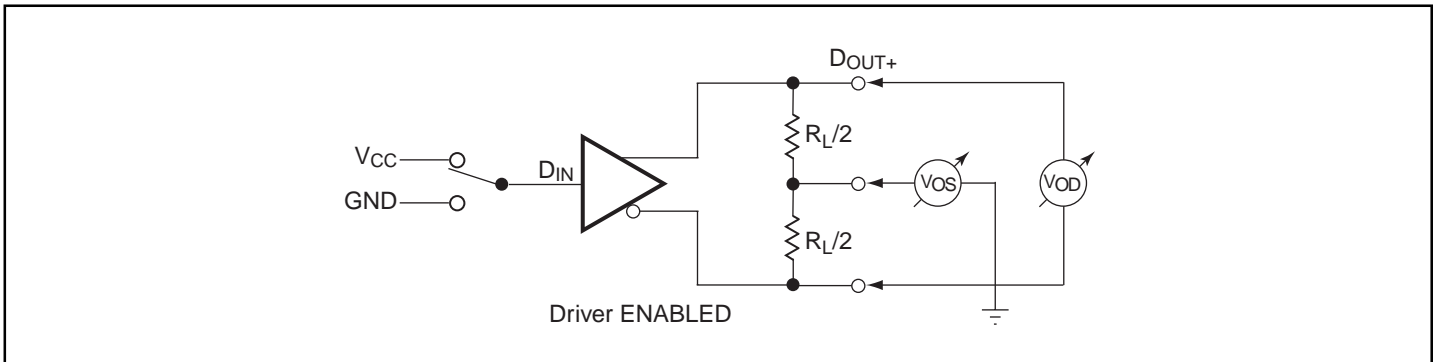 DOUT+
RL/2
VCC
DIN
VOS
VOD
GND
RL/2
Driver ENABLED